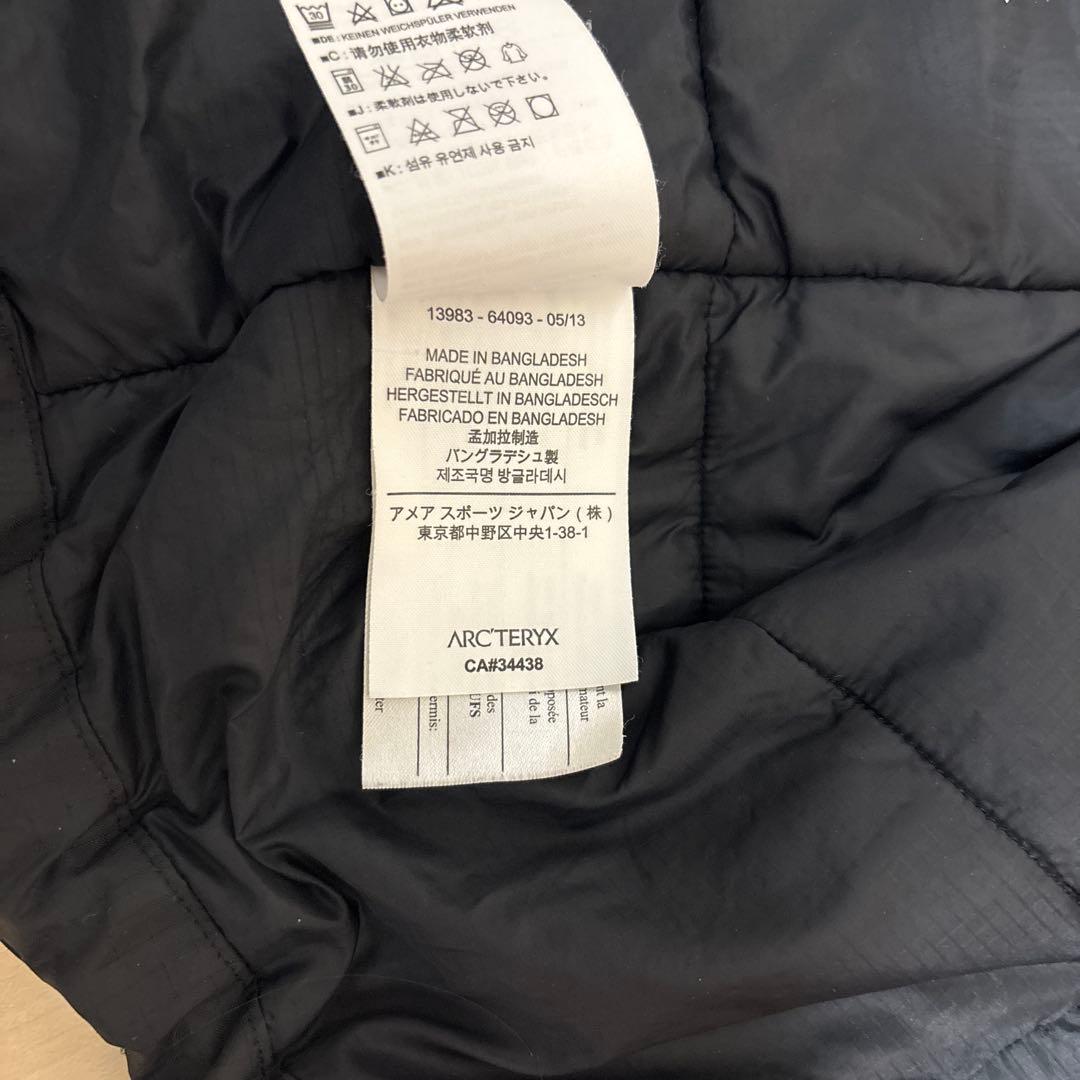 30
■DE: KEINEN WEICHSPÜLER VERWENDEN
■C: 请勿使用衣物柔软剂
30
■J: 柔軟剤は使用しないで下さい。
■K: 섬유 유연제 사용 금지
13983 - 64093 - 05/13
MADE IN BANGLADESH
FABRIQUÉ AU BANGLADESH
HERGESTELLT IN BANGLADESCH
FABRICADO EN BANGLADESH
孟加拉制造
バングラデシュ製
제조국명 방글라데시
アメア スポーツ ジャパン ( 株 )
東京都中野区中央1-38-1
ARC'TERYX
CA#34438